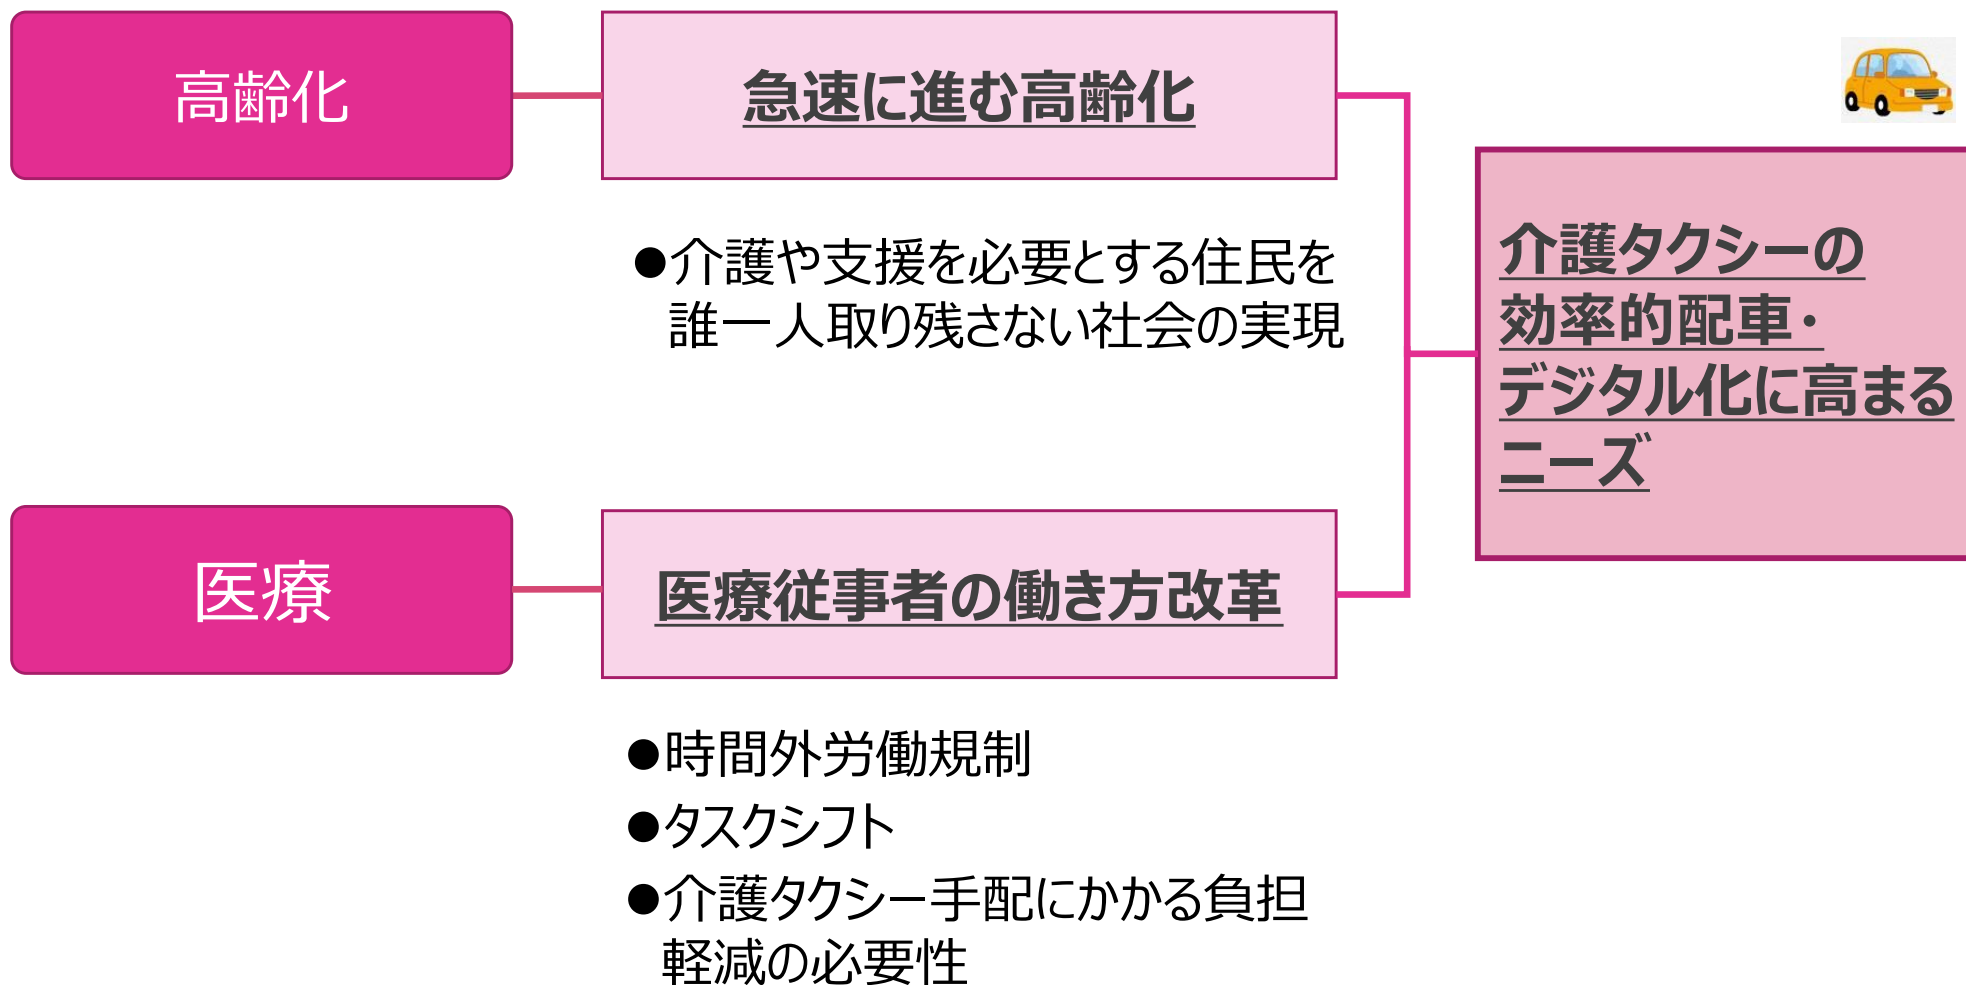 高齢化
急速に進む高齢化
●介護や支援を必要とする住民を
誰一人取り残さない社会の実現
医療
医療従事者の働き方改革
●時間外労働規制
●タスクシフト
●介護タクシー手配にかかる負担
軽減の必要性
介護タクシーの
効率的配車・
デジタル化に高まる
ニーズ